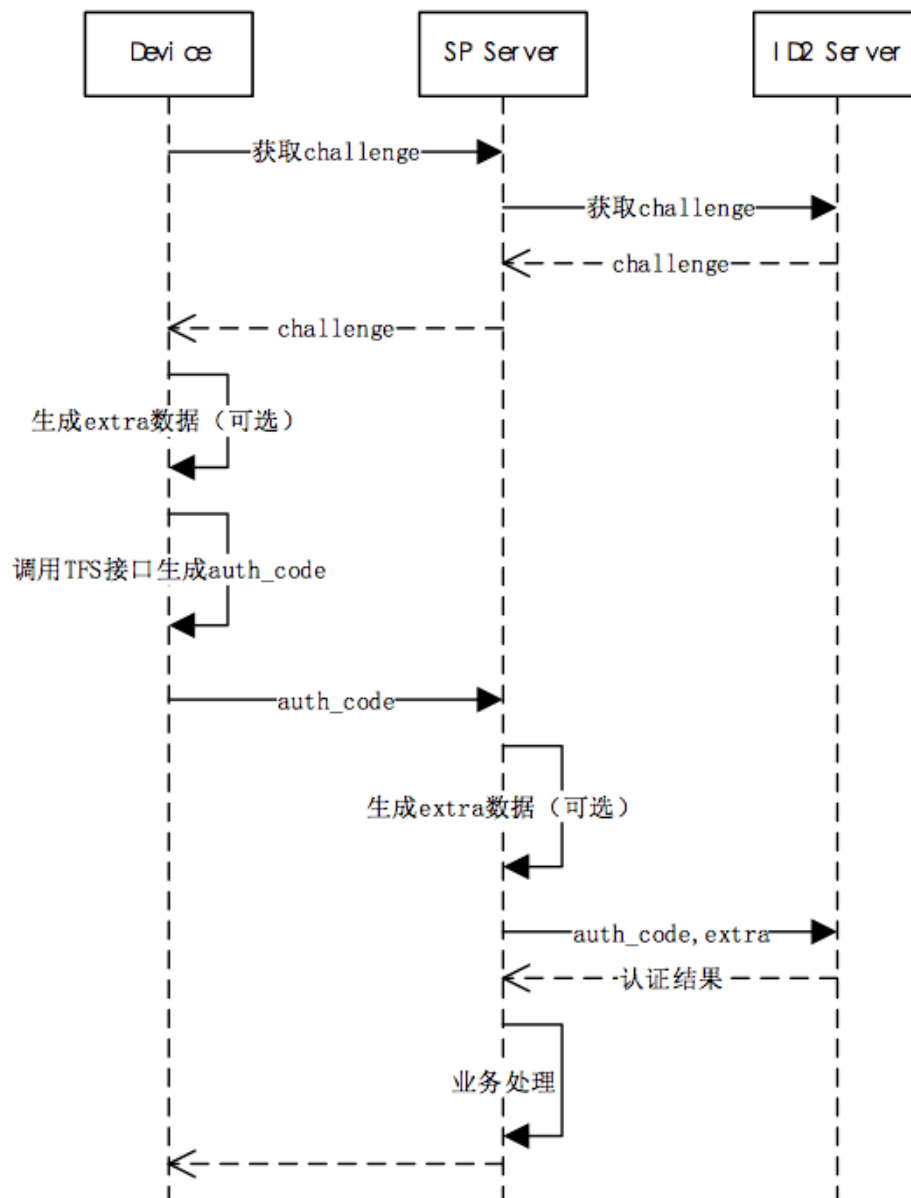 Device
SP Server
ID2 Server
获取challenge
获取challenge
challenge
challenge
生成extra数据（可选）
调用TFS接口生成auth_code
auth_code
生成extra数据（可选）
auth_code,extra
认证结果
业务处理